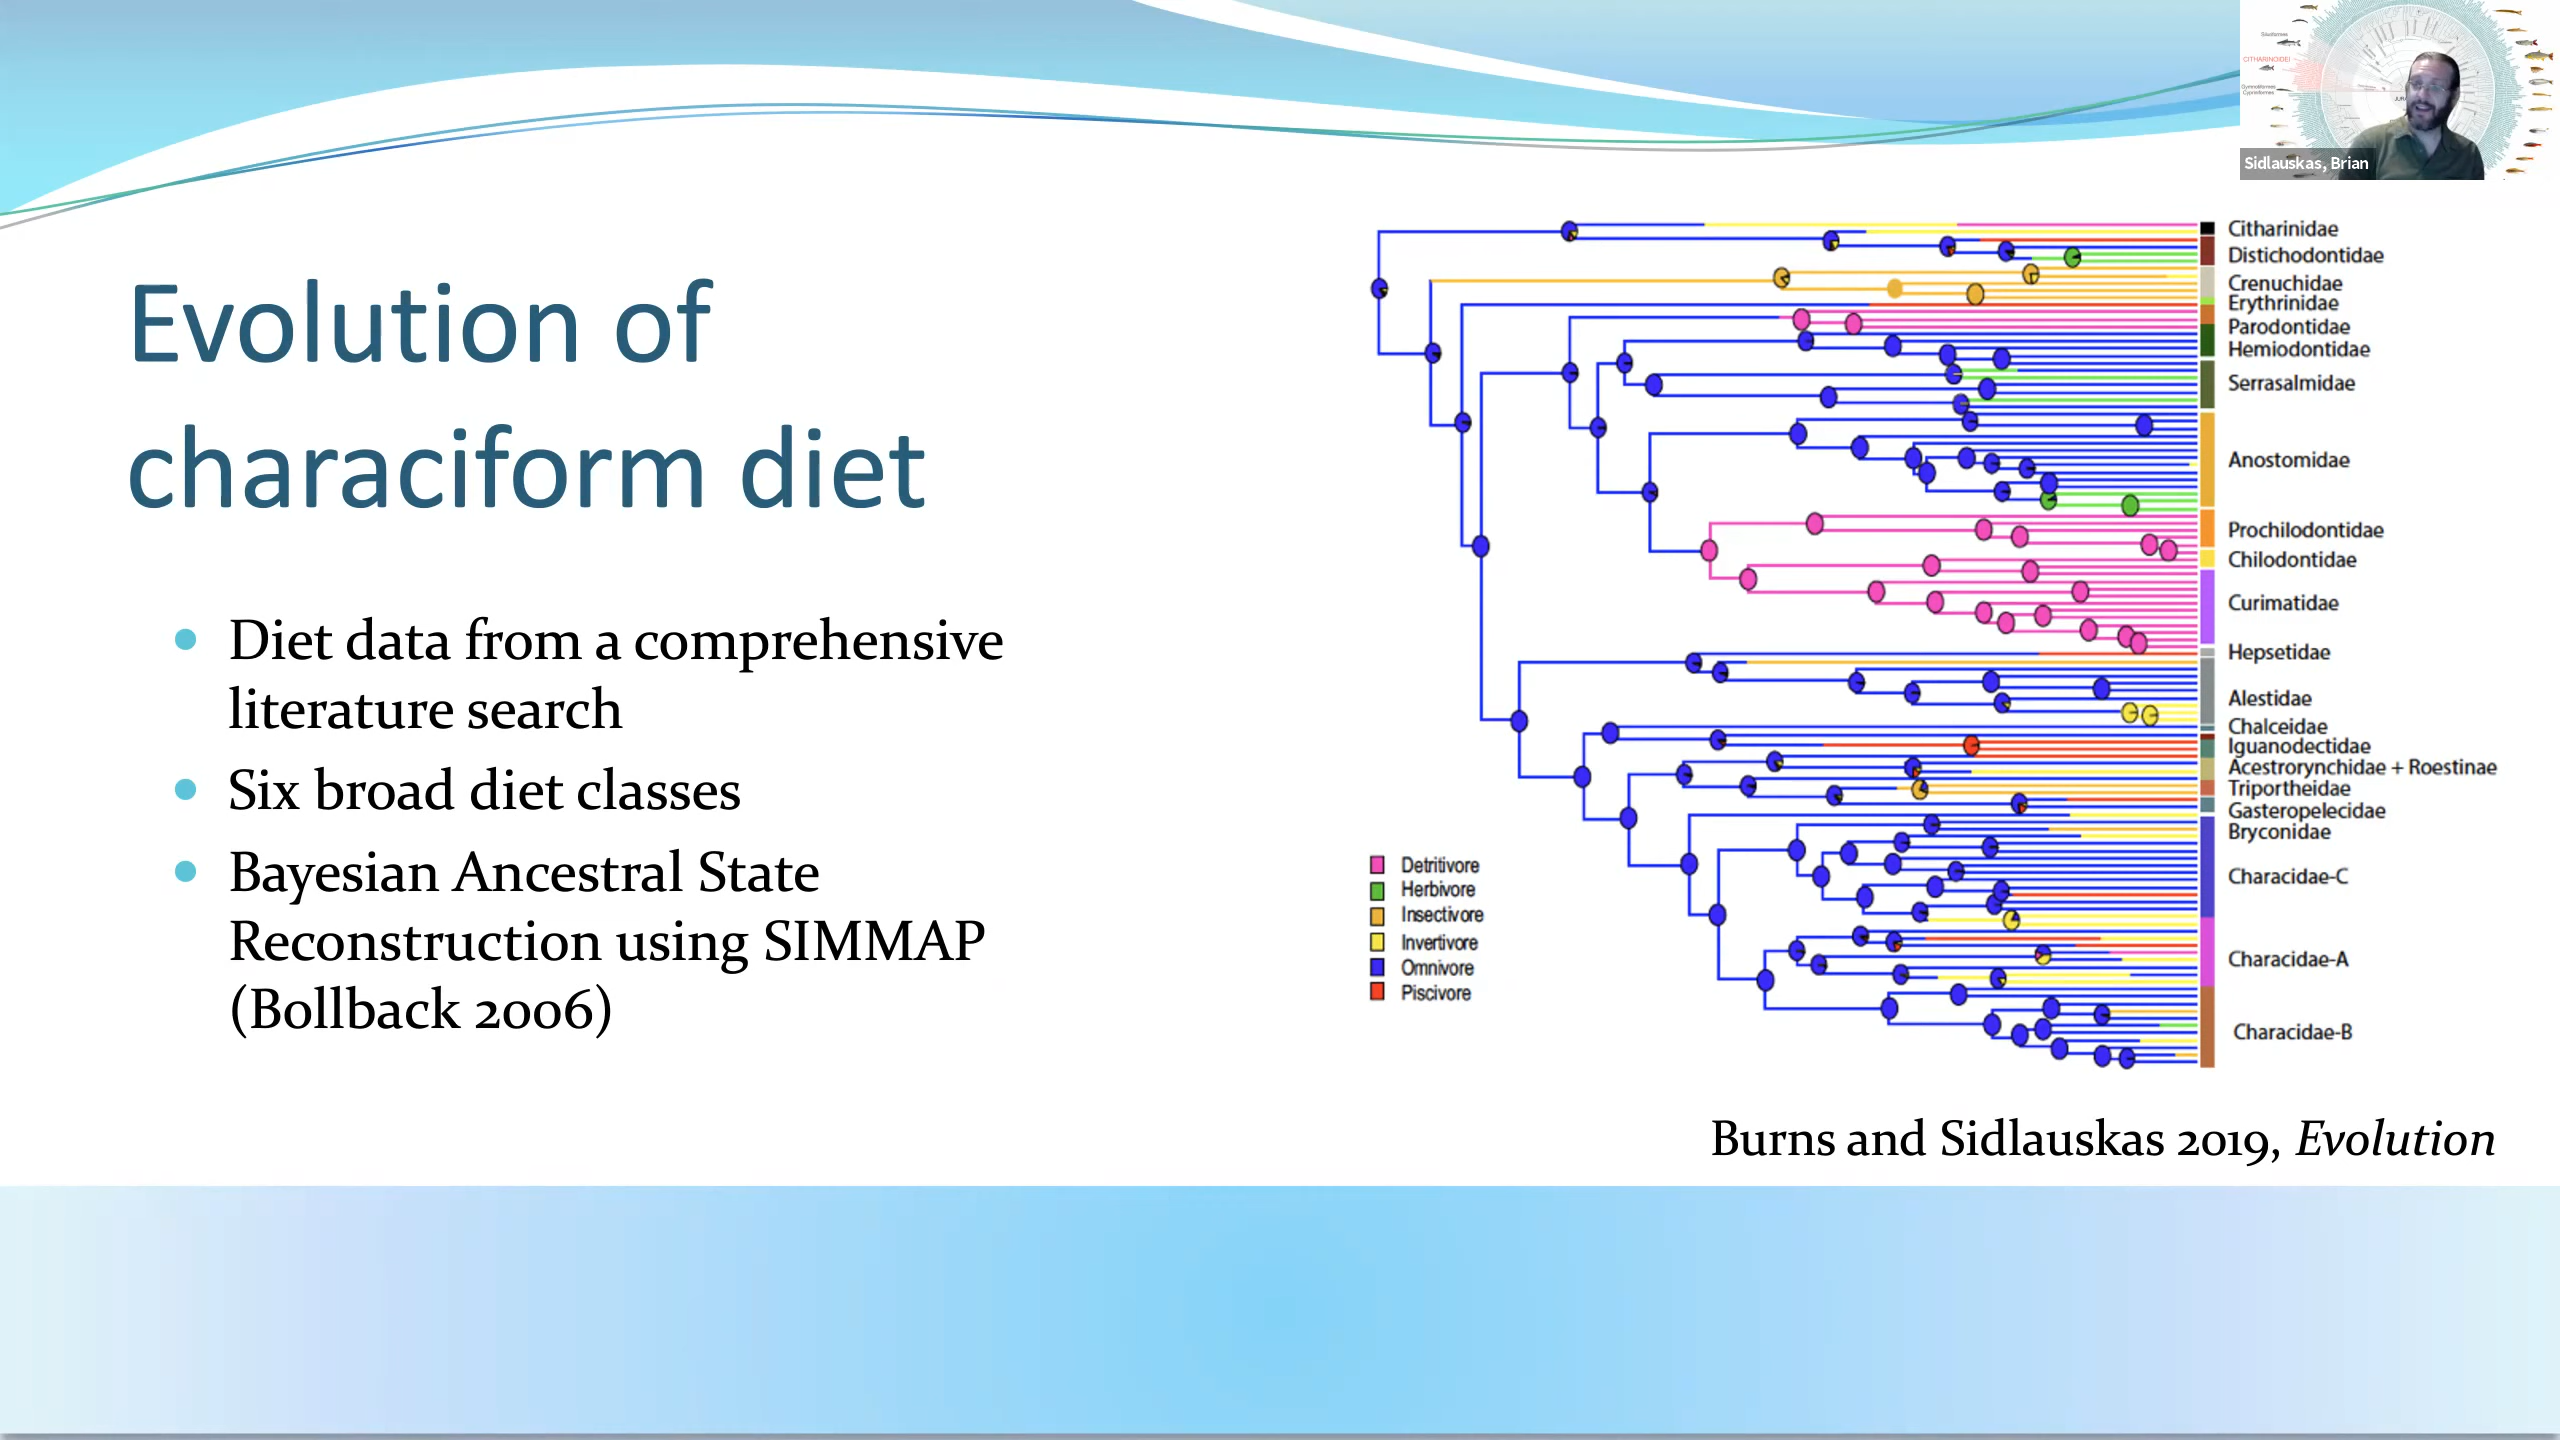 Sidlauskas, Brian
CITHARINOIDEI
Evolution of
characiform diet
Diet data from a comprehensive
literature search
Six broad diet classes
Bayesian Ancestral State
Reconstruction using SIMMAP
(Bollback 2006)
Citharinidae
Distichodontidae
Crenuchidae
Erythrinidae
Parodontidae
Hemiodontidae
Serrasalmidae
Anostomidae
Prochilodontidae
Chilodontidae
Curimatidae
Hepsetidae
Alestidae
Chalceidae
Iguanodectidae
Acestrorynchidae + Roestinae
Triportheidae
Gasteropelecidae
Bryconidae
Characidae-C
Characidae-A
Characidae-B
Detritivore
Herbivore
Insectivore
Invertivore
Omnivore
Piscivore
Burns and Sidlauskas 2019, Evolution